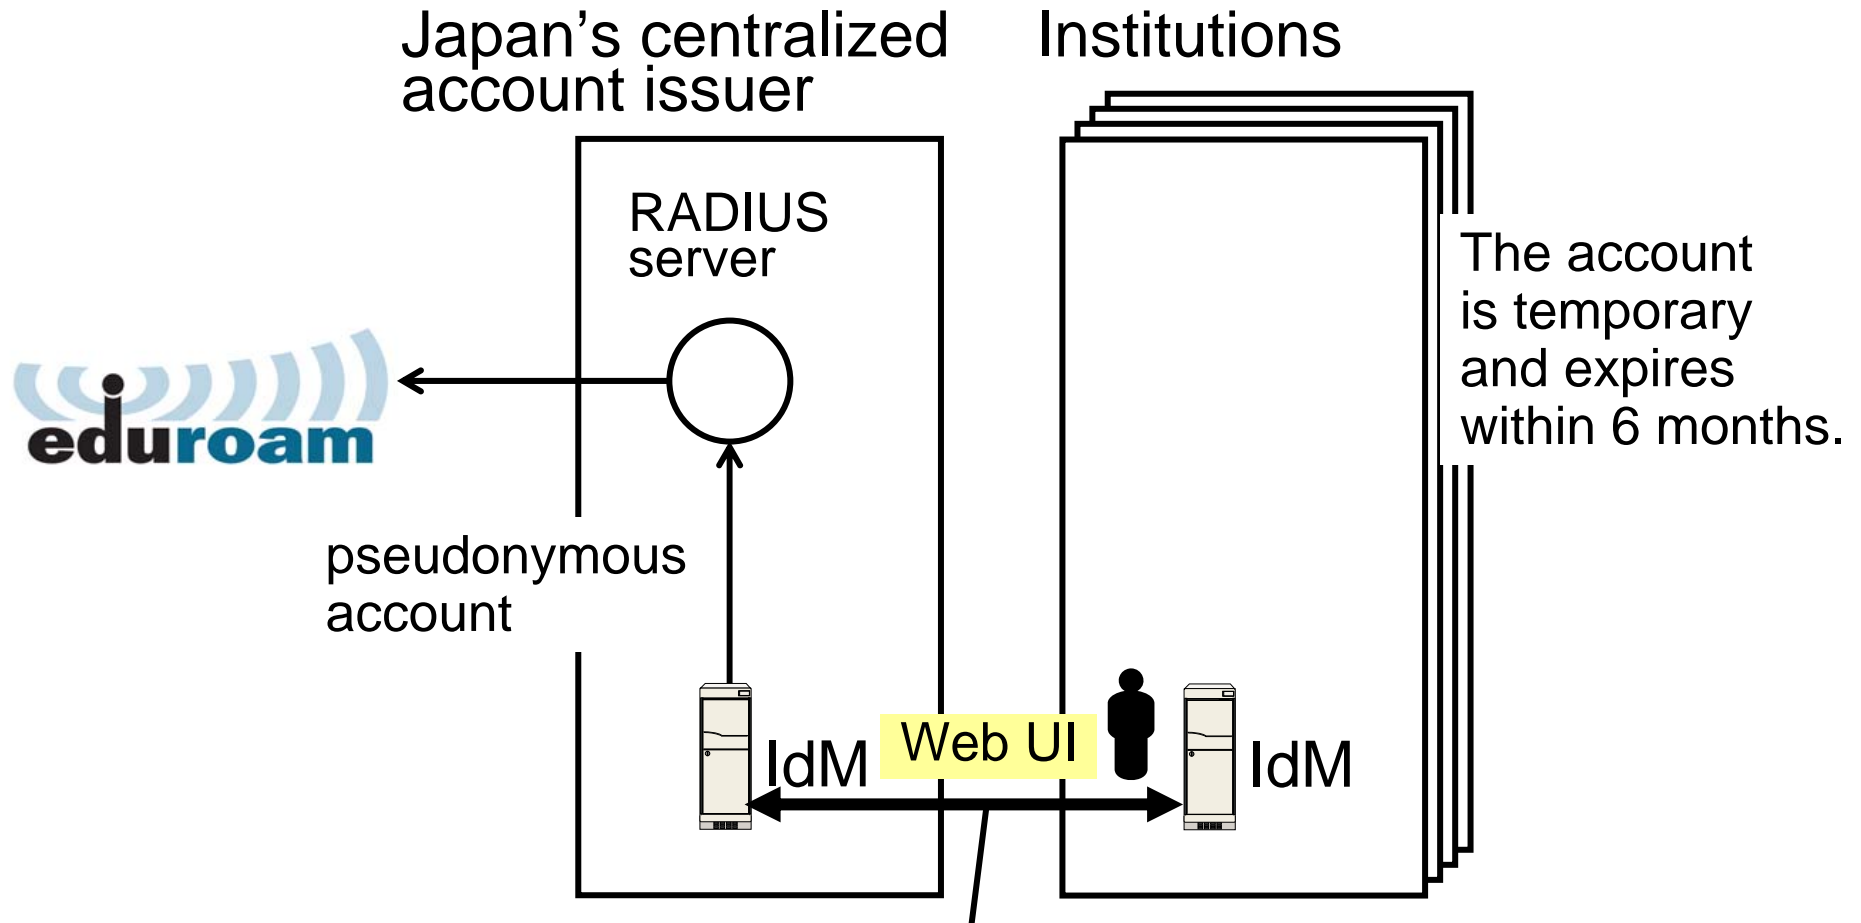 Japan’s centralized
account issuer
Institutions
RADIUS
server
The account
is temporary
and expires
within 6 months.
eduroam
pseudonymous
account
Web UI
IdM
IdM